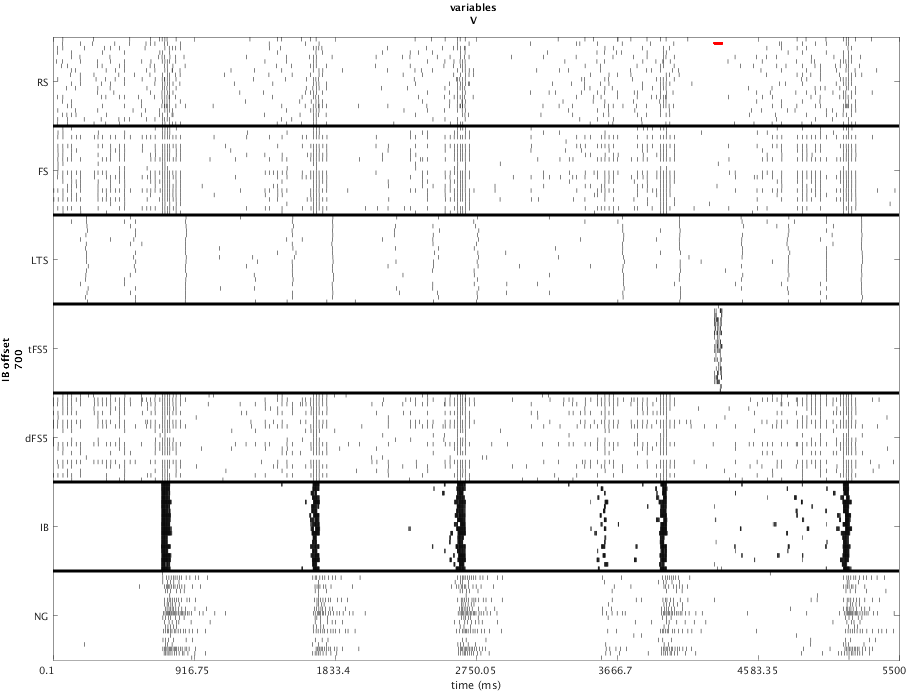 variables
V
RS
FS
LTS
IB offset
700
tFS5
dFS5
IB
NG
0.1
916.75
1833.4
2750.05
3666.7
4583.35
5500
time (ms)